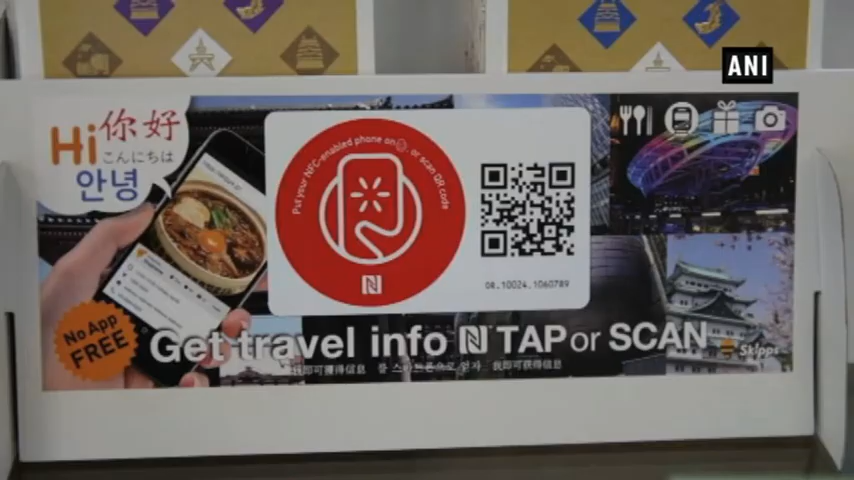 ANI
Hi
你好
こんにちは
안녕
Put your NFC-enabled phone on , or scan QR code
QR.10024.1060789
No App
FREE
Get travel info TAP or SCAN
Skipps